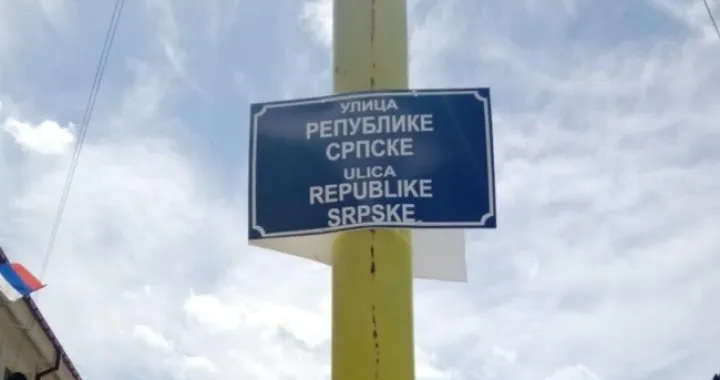 УЛИЦА
РЕПУБЛИКЕ
СРПСКЕ
ULICA
REPUBLIKE
SRPSKE